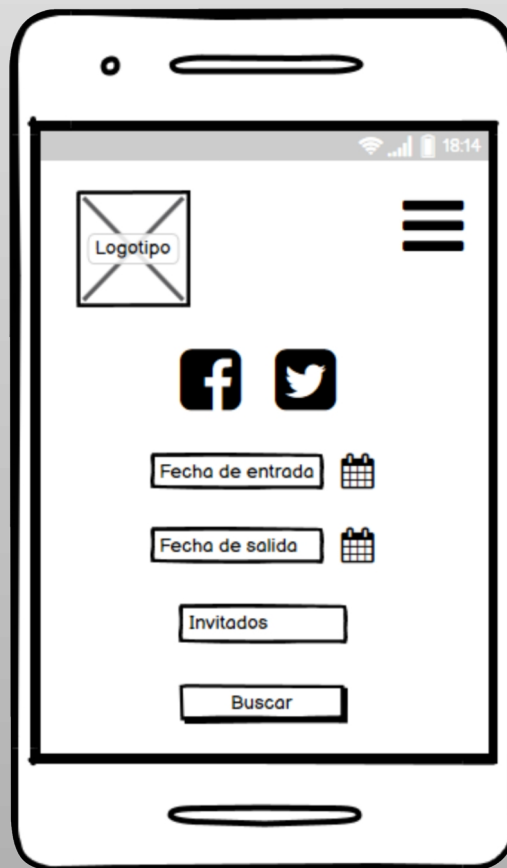 18:14
Logotipo
Fecha de entrada
Fecha de salida
Invitados
Buscar